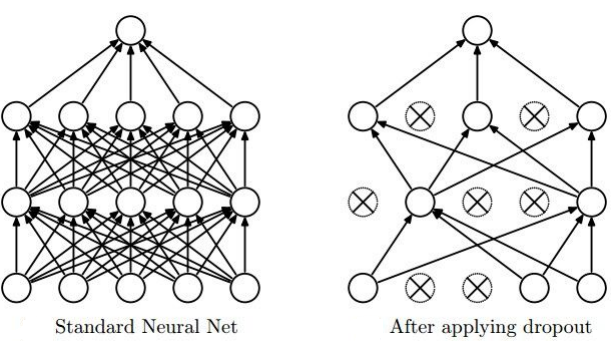 Standard Neural Net
After applying dropout